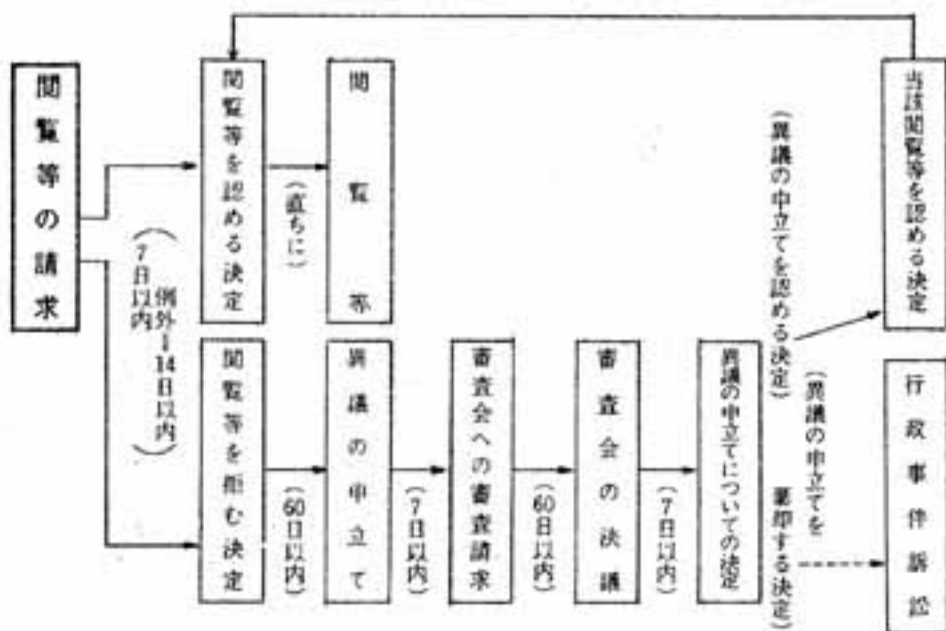 閲覧等の請求
(7日以内
例外=14日以内)
閲覧等を認める決定
(直ちに)
閲覧等
閲覧等を拒む決定
(60日以内)
異議の申立て
(7日以内)
審査会への審査請求
(60日以内)
審査会の決議
(7日以内)
異議の申立てについての決定
(異議の申立てを認める決定)
当該閲覧等を認める決定
(異議の申立てを
棄却する決定)
行政事件訴訟